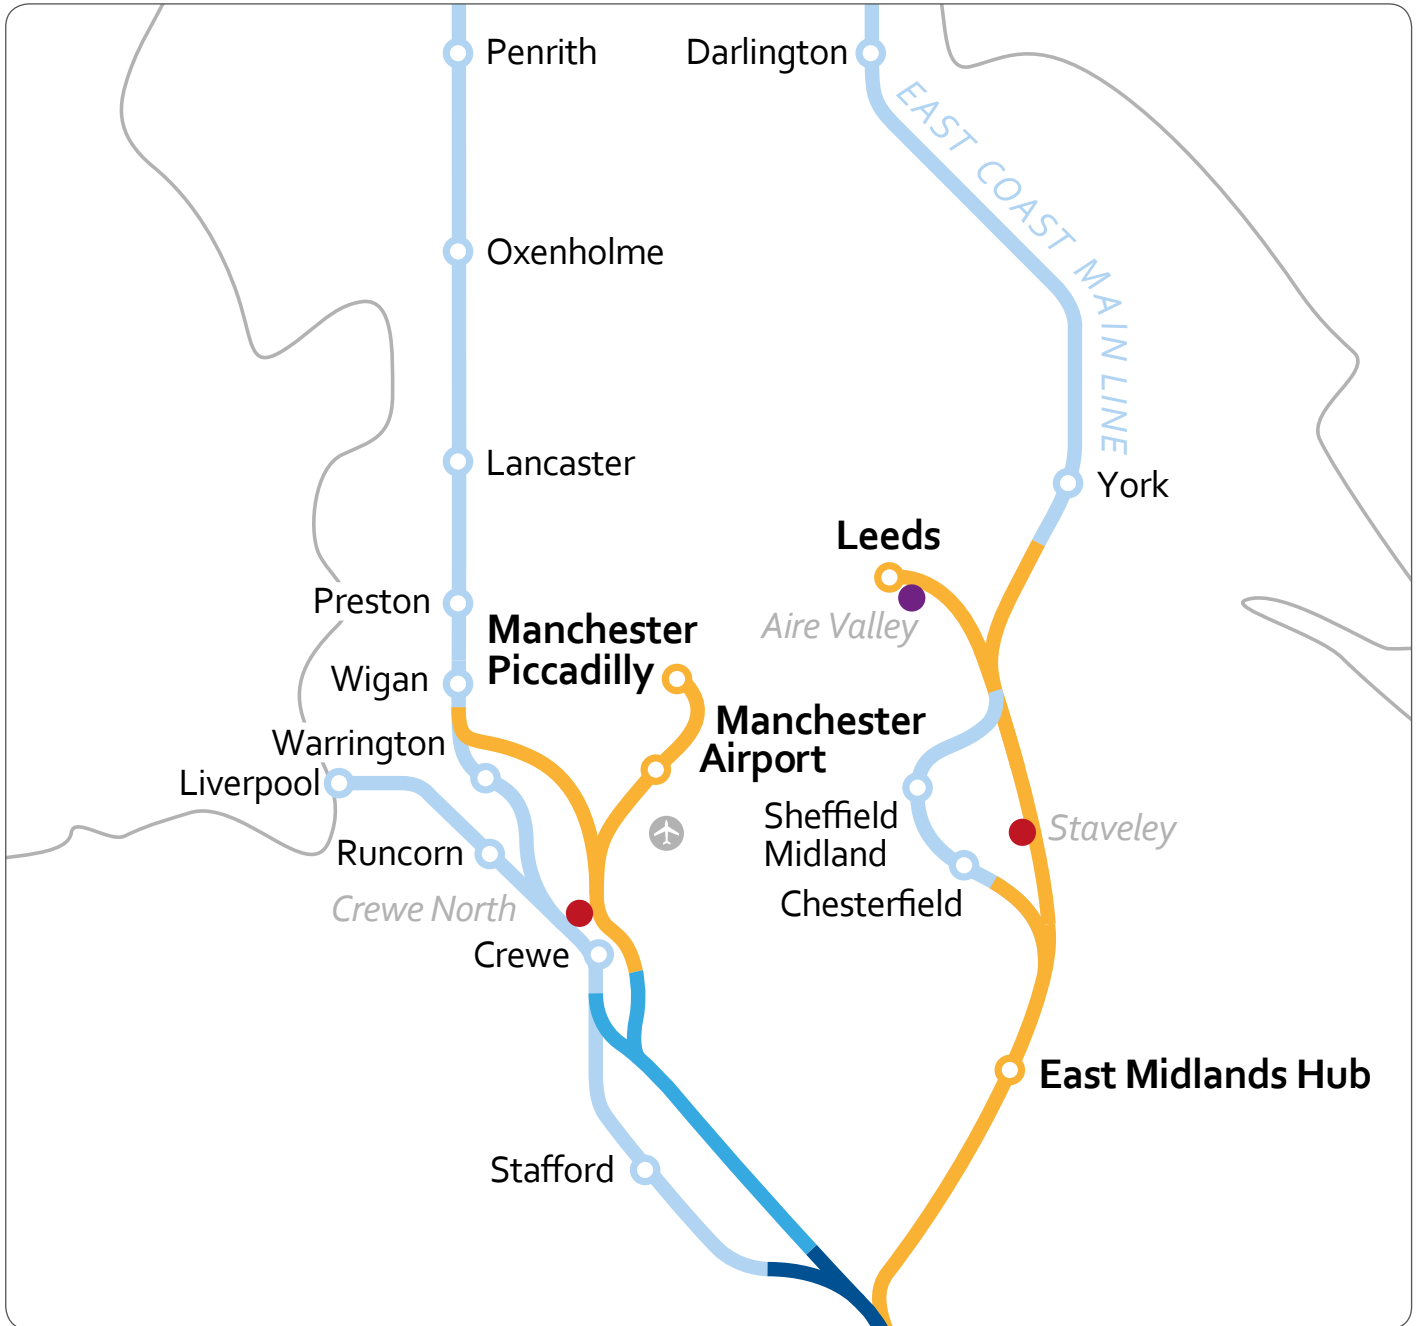 Penrith
Darlington
EAST COAST MAIN LINE
Oxenholme
Lancaster
York
Leeds
Preston
Aire Valley
Manchester
Piccadilly
Wigan
Manchester
Airport
Warrington
Liverpool
Sheffield
Midland
Staveley
Runcorn
Chesterfield
Crewe North
Crewe
East Midlands Hub
Stafford